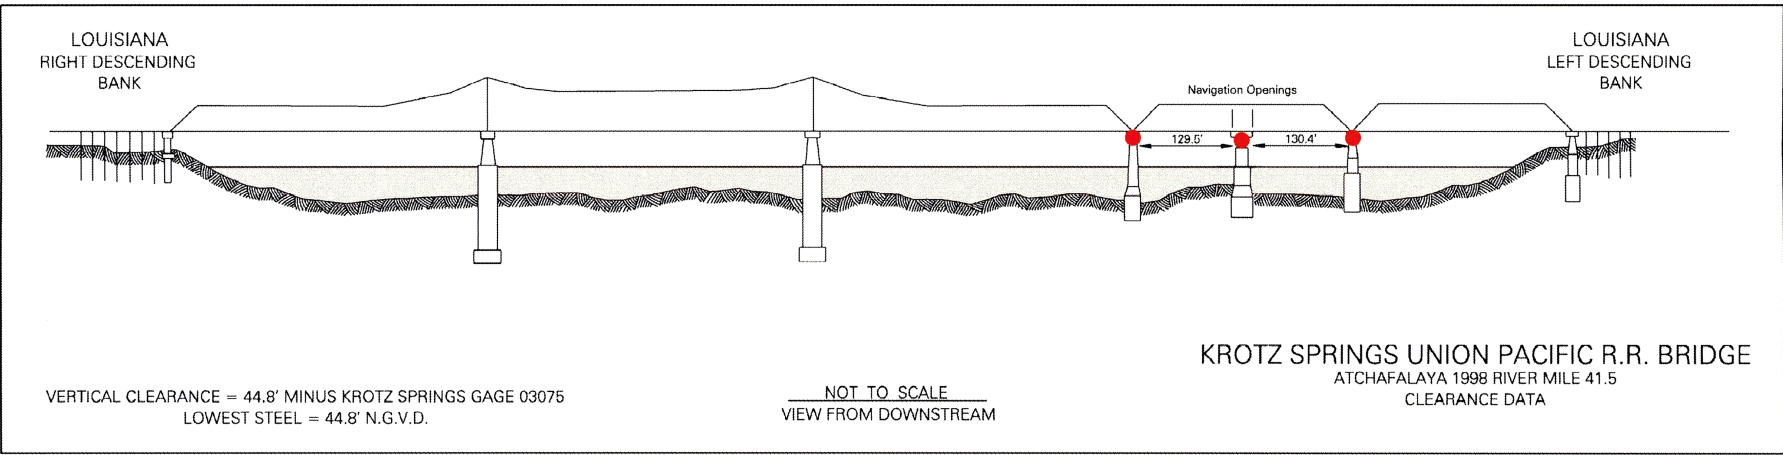 LOUISIANA
RIGHT DESCENDING
BANK
LOUISIANA
LEFT DESCENDING
BANK
Navigation Openings
129.5'
130.4'
KROTZ SPRINGS UNION PACIFIC R.R. BRIDGE
ATCHAFALAYA 1998 RIVER MILE 41.5
CLEARANCE DATA
VERTICAL CLEARANCE = 44.8' MINUS KROTZ SPRINGS GAGE 03075
LOWEST STEEL = 44.8' N.G.V.D.
NOT TO SCALE
VIEW FROM DOWNSTREAM